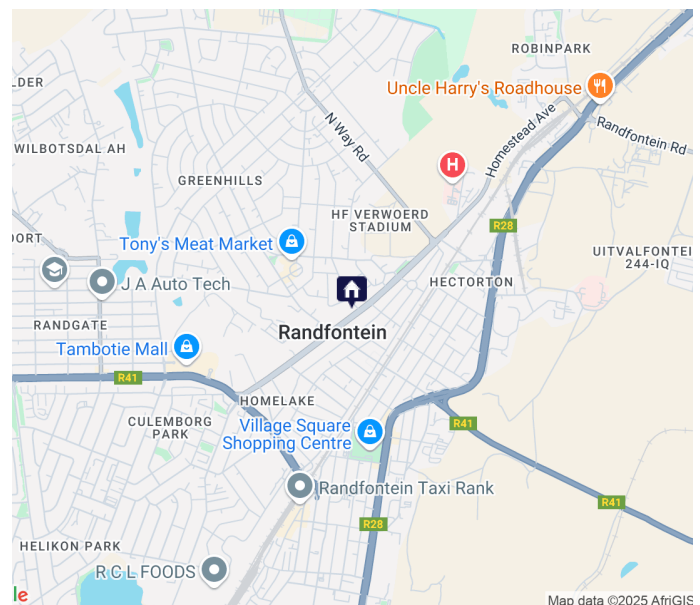 ROBINPARK
Uncle Harry's Roadhouse
N Way Rd
Homestead Ave
Randfontein Rd
WILBOTSDAL AH
GREENHILLS
H
HF VERWOERD
STADIUM
R28
Tony's Meat Market
UITVALFONTEIN
244-IQ
HECTORTON
J A Auto Tech
RANDGATE
Randfontein
Tambotie Mall
R41
HOMELAKE
CULEMBORG
PARK
Village Square
Shopping Centre
R41
Randfontein Taxi Rank
R41
R28
HELIKON PARK
R C L FOODS
Map data ©2025 AfriGIS